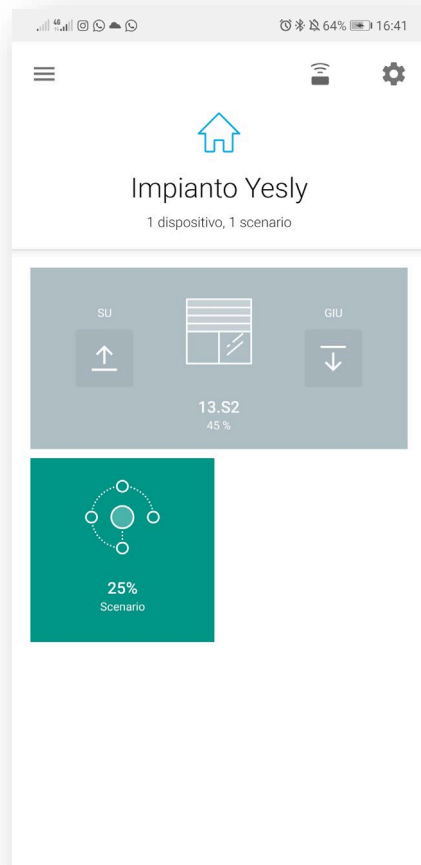 64% 16:41
Impianto Yesly
1 dispositivo, 1 scenario
SU
GIU
13.S2
45 %
25%
Scenario